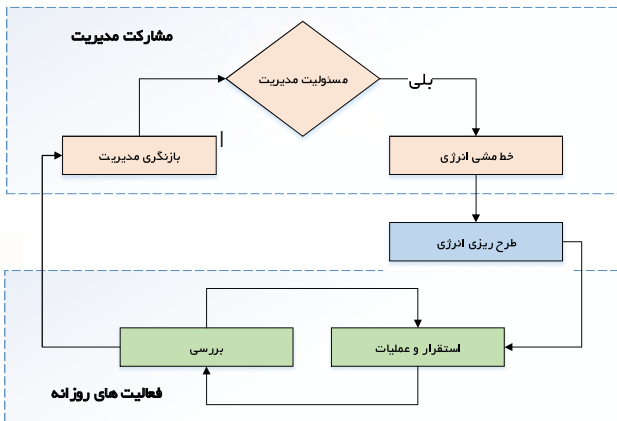 مشارکت مدیریت
مسئولیت مدیریت
بلی
بازنگری مدیریت
خط مشی انرژی
طرح ریزی انرژی
بررسی
استقرار و عملیات
فعالیت های روزانه